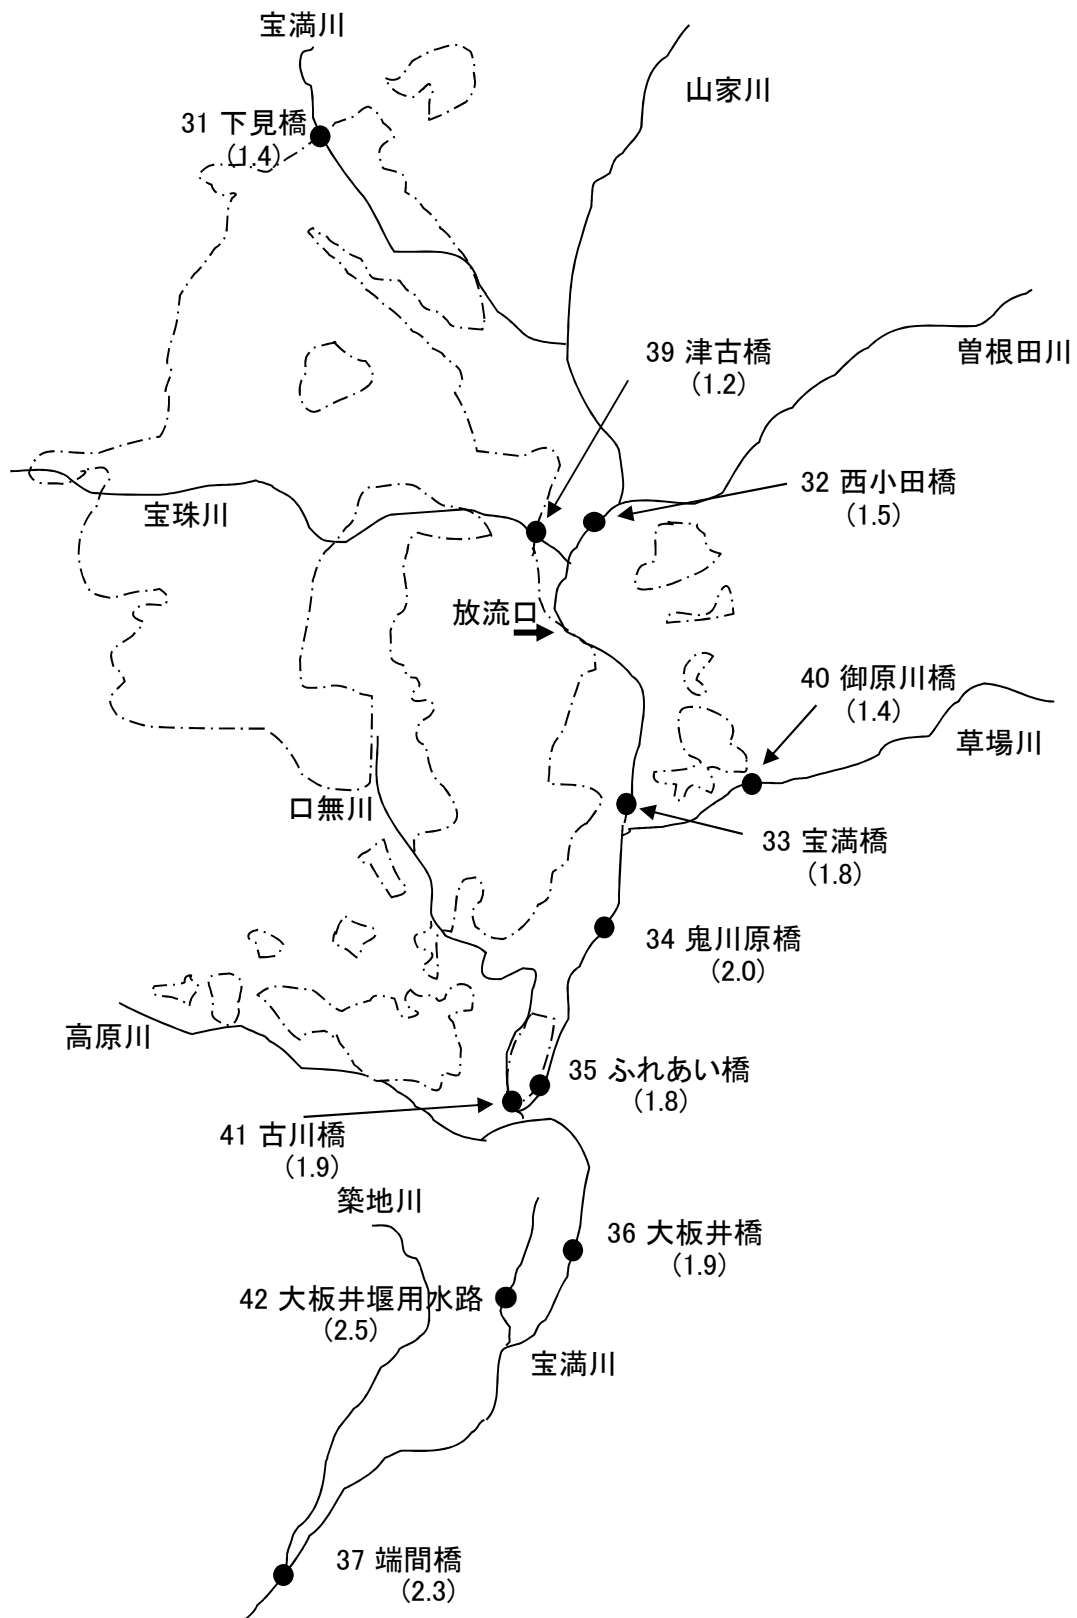 宝満川
山家川
31 下見橋
(1.4)
39 津古橋
(1.2)
曽根田川
32 西小田橋
(1.5)
宝珠川
放流口
40 御原川橋
(1.4)
草場川
口無川
33 宝満橋
(1.8)
34 鬼川原橋
(2.0)
高原川
35 ふれあい橋
(1.8)
41 古川橋
(1.9)
築地川
36 大板井橋
(1.9)
42 大板井堰用水路
(2.5)
宝満川
37 端間橋
(2.3)